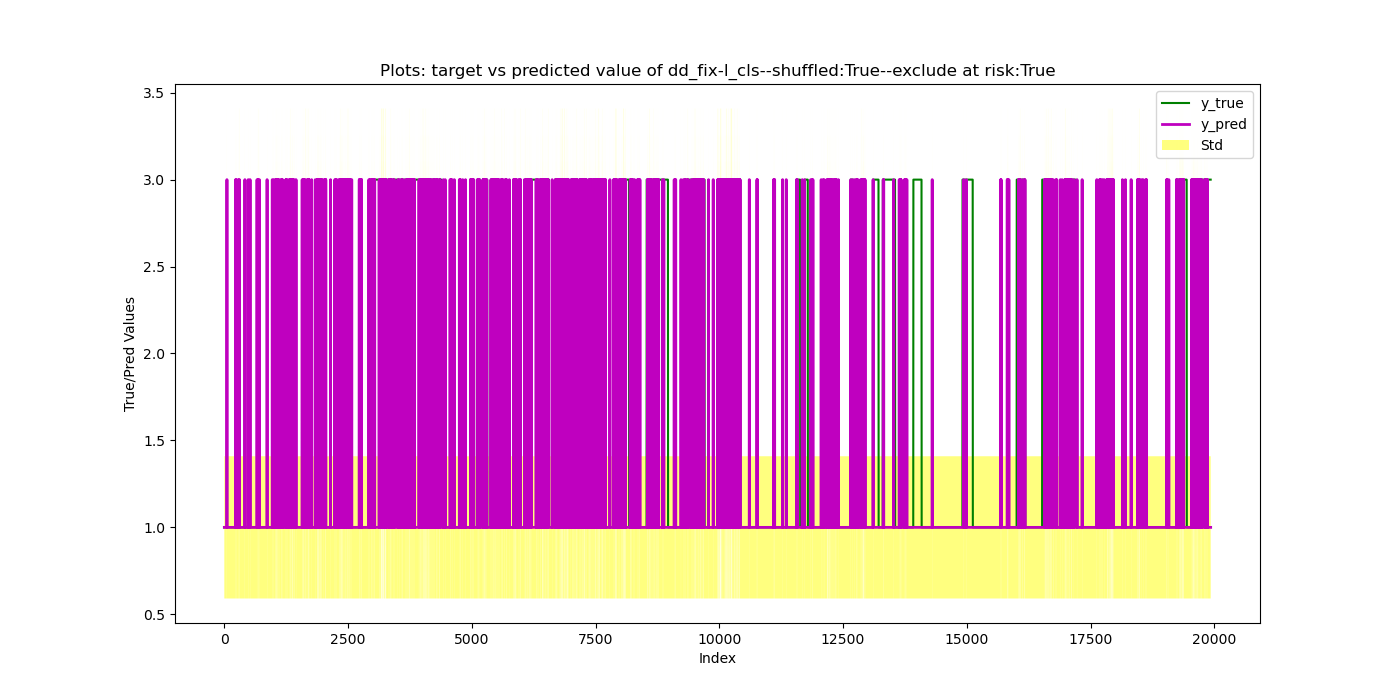 Plots: target vs predicted value of dd_fix-l_cls--shuffled:True--exclude at risk:True
3.5
3.0
2.5
2.0
1.5
1.0
0.5
True/Pred Values
y_true
y_pred
Std
0
2500
5000
7500
10000
12500
15000
17500
20000
Index